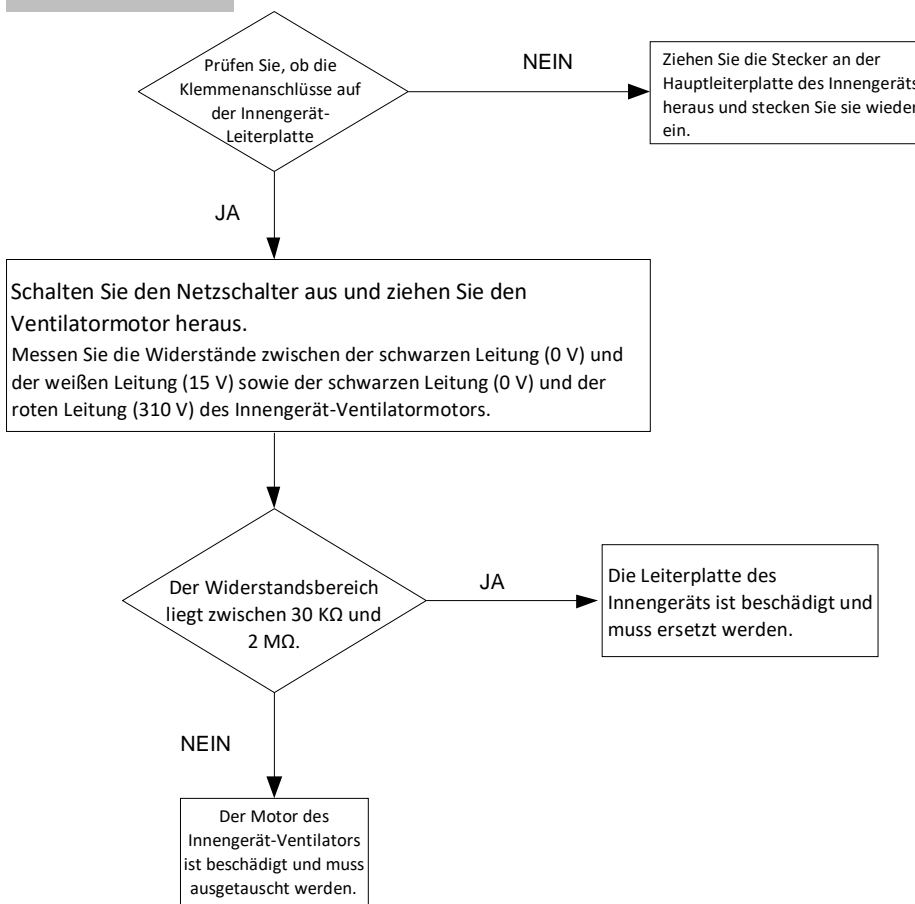 Prüfen Sie, ob die
Klemmenanschlüsse auf
der Innengerät-
Leiterplatte
NEIN
Ziehen Sie die Stecker an der
Hauptleiterplatte des Innengeräts
heraus und stecken Sie sie wieder
ein.
JA
Schalten Sie den Netzschalter aus und ziehen Sie den
Ventilatormotor heraus.
Messen Sie die Widerstände zwischen der schwarzen Leitung (0 V) und
der weißen Leitung (15 V) sowie der schwarzen Leitung (0 V) und der
roten Leitung (310 V) des Innengerät-Ventilatormotors.
Der Widerstandsbereich
liegt zwischen 30 KΩ und
2 MΩ.
JA
Die Leiterplatte des
Innengeräts ist beschädigt und
muss ersetzt werden.
NEIN
Der Motor des
Innengerät-Ventilators
ist beschädigt und muss
ausgetauscht werden.